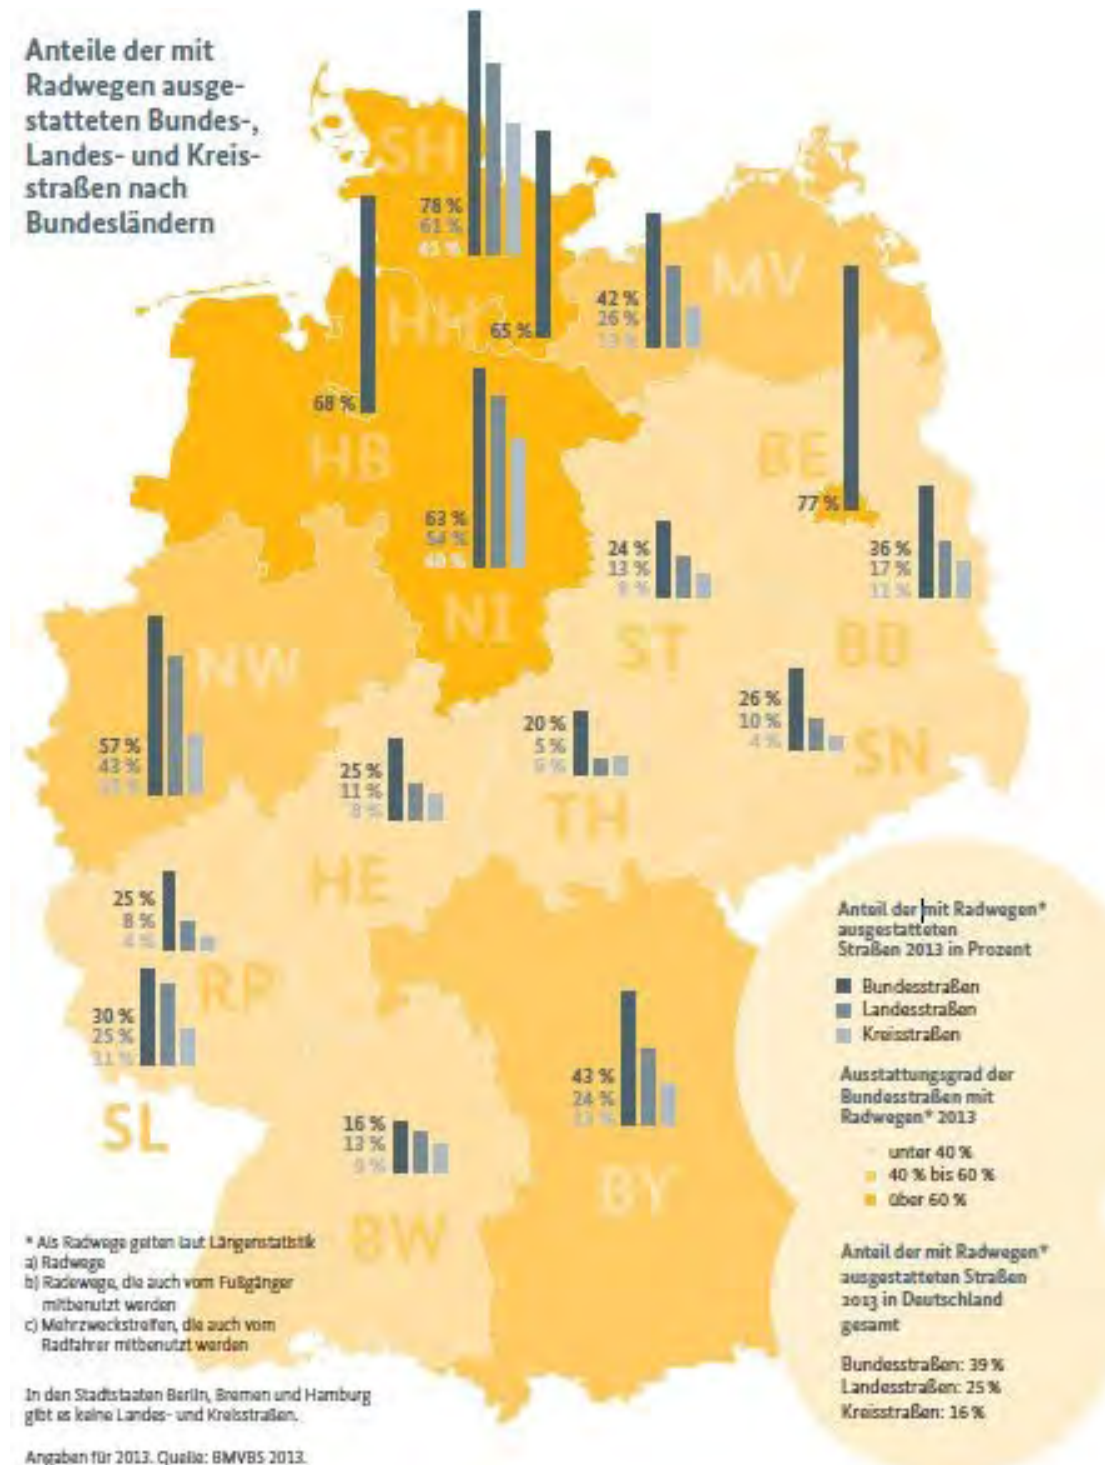 Anteile der mit
Radwegen ausge-
statteten Bundes-,
Landes- und Kreis-
straßen nach
Bundesländern
SH
78 %
61 %
HH
65 %
MV
42 %
26 %
13 %
68 %
HB
BE
77 %
63 %
54 %
40 %
NI
24 %
13 %
ST
36 %
17 %
11 %
BB
NW
57 %
43 %
26 %
10 %
4 %
SN
20 %
5 %
TH
25 %
11 %
8 %
HE
25 %
8 %
4 %
RP
30 %
25 %
11 %
SL
43 %
24 %
13 %
BY
16 %
13 %
9 %
BW
Anteil der mit Radwegen*
ausgestatteten
Straßen 2013 in Prozent
Bundesstraßen
Landesstraßen
Kreisstraßen
Ausstattungsgrad der
Bundesstraßen mit
Radwegen* 2013
unter 40 %
40 % bis 60 %
über 60 %
Anteil der mit Radwegen*
ausgestatteten Straßen
2013 in Deutschland
gesamt
Bundesstraßen: 39 %
Landesstraßen: 25 %
Kreisstraßen: 16 %
* Als Radwege gelten laut Längenstatistik
a) Radwege
b) Radewege, die auch vom Fußgänger
mitbenutzt werden
c) Mehrzweckstreifen, die auch vom
Radfahrer mitbenutzt werden
In den Stadtstaaten Berlin, Bremen und Hamburg
gibt es keine Landes- und Kreisstraßen.
Angaben für 2013. Quelle: BMVBS 2013.